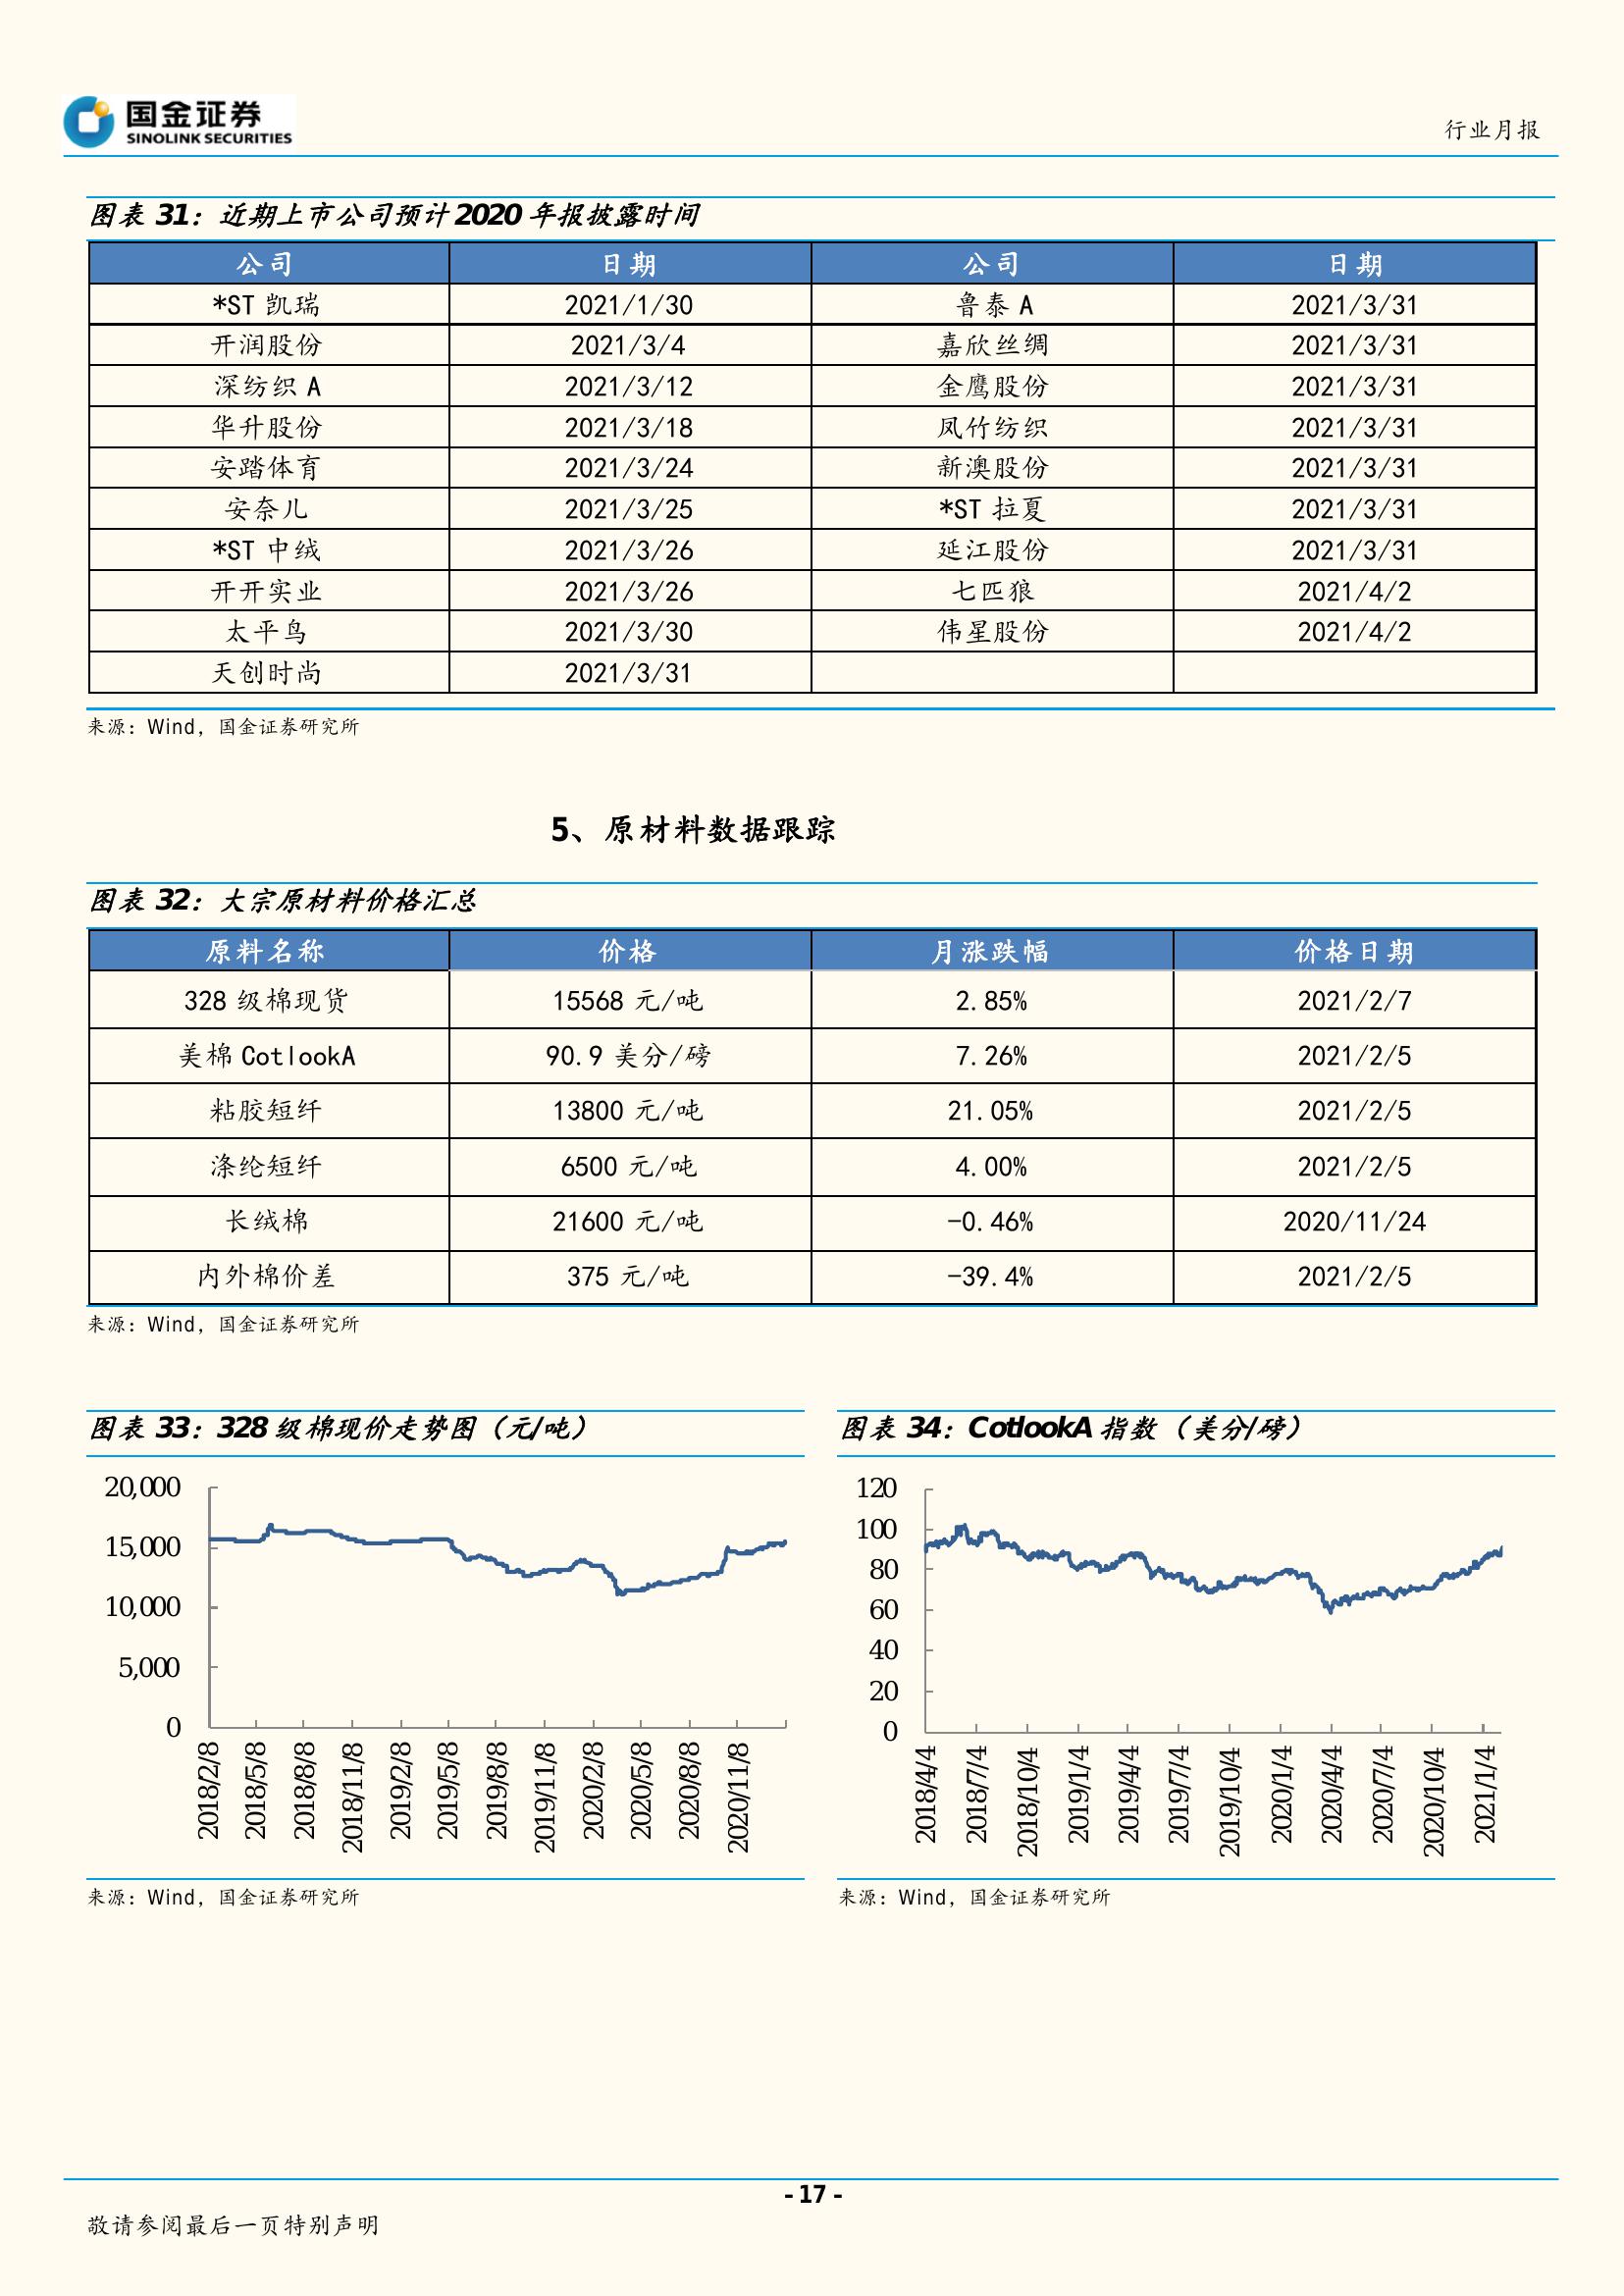 国金证券
SINOLINK SECURITIES
行业月报
图表 31：近期上市公司预计 2020 年报披露时间
公司 日期 公司 日期
*ST 凯瑞 2021/1/30 鲁泰 A 2021/3/31
开润股份 2021/3/4 嘉欣丝绸 2021/3/31
深纺织 A 2021/3/12 金鹰股份 2021/3/31
华升股份 2021/3/18 凤竹纺织 2021/3/31
安踏体育 2021/3/24 新澳股份 2021/3/31
安奈儿 2021/3/25 *ST 拉夏 2021/3/31
*ST 中绒 2021/3/26 延江股份 2021/3/31
开开实业 2021/3/26 七匹狼 2021/4/2
太平鸟 2021/3/30 伟星股份 2021/4/2
天创时尚 2021/3/31
来源：Wind，国金证券研究所
5、原材料数据跟踪
图表 32：大宗原材料价格汇总
原料名称 价格 月涨跌幅 价格日期
328 级棉现货 15568 元/吨 2.85% 2021/2/7
美棉 CotlookA 90.9 美分/磅 7.26% 2021/2/5
粘胶短纤 13800 元/吨 21.05% 2021/2/5
涤纶短纤 6500 元/吨 4.00% 2021/2/5
长绒棉 21600 元/吨 -0.46% 2020/11/24
内外棉价差 375 元/吨 -39.4% 2021/2/5
来源：Wind，国金证券研究所
图表 33：328 级棉现价走势图（元/吨）
20,000
15,000
10,000
5,000
0
2018/2/8
2018/5/8
2018/8/8
2018/11/8
2019/2/8
2019/5/8
2019/8/8
2019/11/8
2020/2/8
2020/5/8
2020/8/8
2020/11/8
来源：Wind，国金证券研究所
图表 34：CotlookA 指数（美分/磅）
120
100
80
60
40
20
0
2018/4/4
2018/7/4
2018/10/4
2019/1/4
2019/4/4
2019/7/4
2019/10/4
2020/1/4
2020/4/4
2020/7/4
2020/10/4
2021/1/4
来源：Wind，国金证券研究所
- 17 -
敬请参阅最后一页特别声明